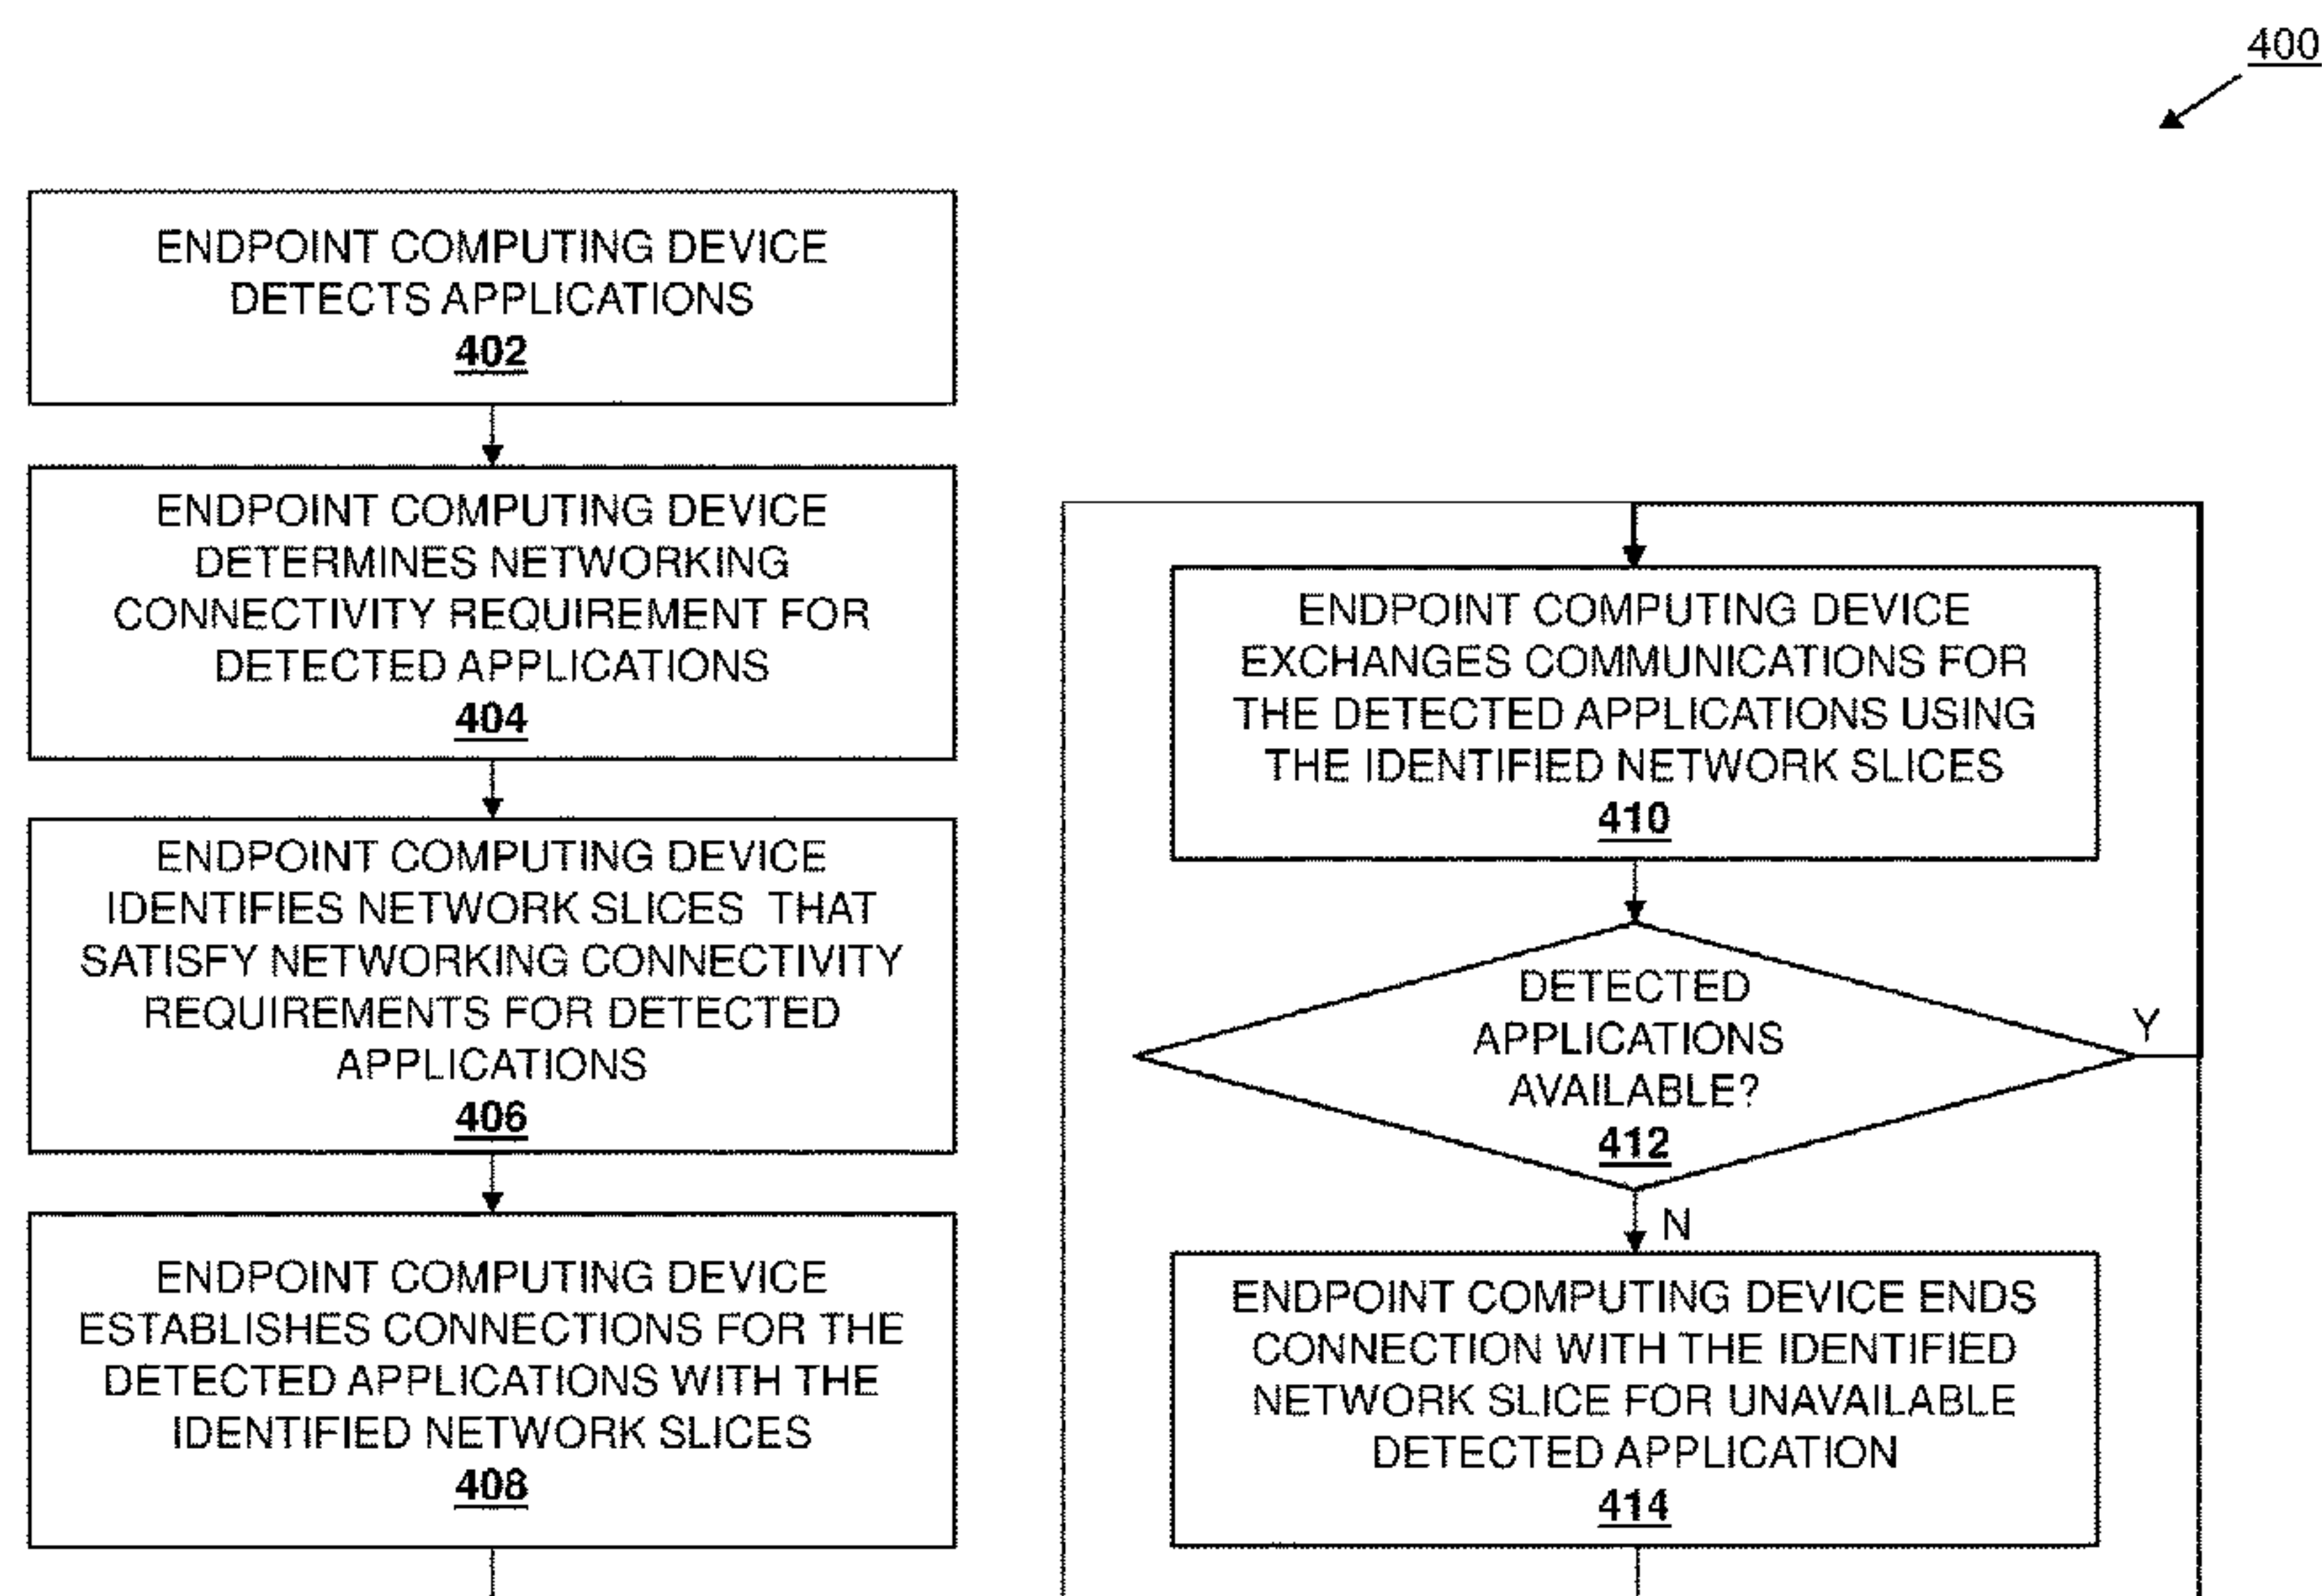 400
ENDPOINT COMPUTING DEVICE
DETECTS APPLICATIONS
402
ENDPOINT COMPUTING DEVICE
DETERMINES NETWORKING
CONNECTIVITY REQUIREMENT FOR
DETECTED APPLICATIONS
404
ENDPOINT COMPUTING DEVICE
IDENTIFIES NETWORK SLICES THAT
SATISFY NETWORKING CONNECTIVITY
REQUIREMENTS FOR DETECTED
APPLICATIONS
406
ENDPOINT COMPUTING DEVICE
ESTABLISHES CONNECTIONS FOR THE
DETECTED APPLICATIONS WITH THE
IDENTIFIED NETWORK SLICES
408
ENDPOINT COMPUTING DEVICE
EXCHANGES COMMUNICATIONS FOR
THE DETECTED APPLICATIONS USING
THE IDENTIFIED NETWORK SLICES
410
DETECTED
APPLICATIONS
AVAILABLE?
412
Y
N
ENDPOINT COMPUTING DEVICE ENDS
CONNECTION WITH THE IDENTIFIED
NETWORK SLICE FOR UNAVAILABLE
DETECTED APPLICATION
414